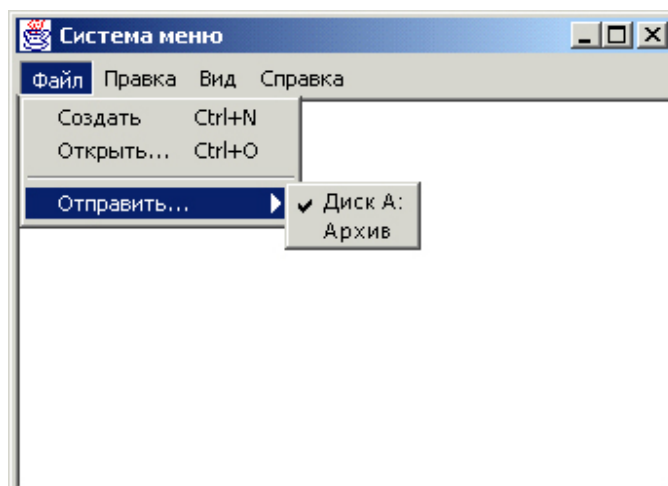 Система меню
Файл Правка Вид Справка
Создать Ctrl+N
Открыть... Ctrl+O
Отправить...
Диск А:
Архив